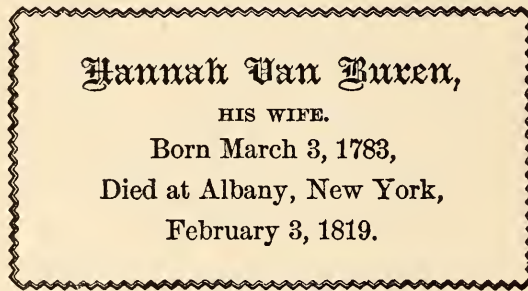 Hannah Van Buren,
HIS WIFE.
Born March 3, 1783,
Died at Albany, New York,
February 3, 1819.